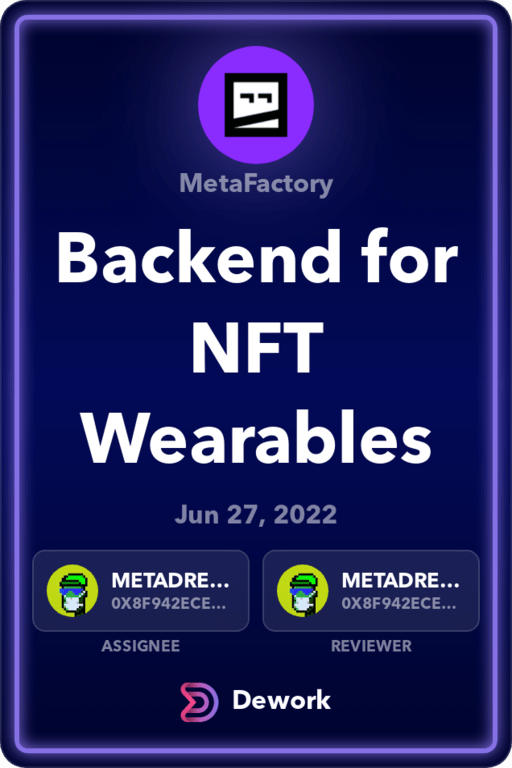 MetaFactory
Backend for
NFT
Wearables
Jun 27, 2022
METADRE...
0X8F942ECE...
ASSIGNEE
METADRE...
0X8F942ECE...
REVIEWER
Dework